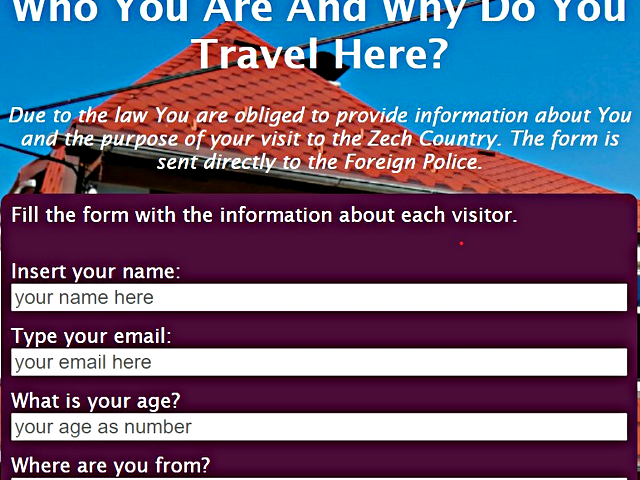 Who You Are And Why Do You
Travel Here?
Due to the law You are obliged to provide information about You
and the purpose of your visit to the Zech Country. The form is
sent directly to the Foreign Police.
Fill the form with the information about each visitor.
Insert your name:
your name here
Type your email:
your email here
What is your age?
your age as number
Where are you from?